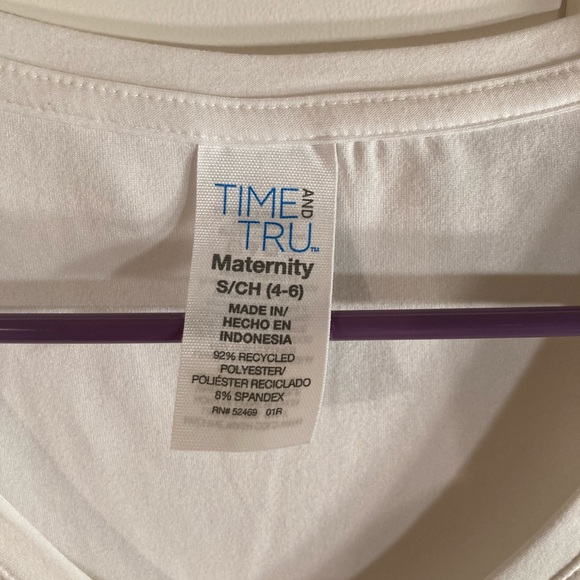 TIME AND
TRU™
Maternity
S/CH (4-6)
MADE IN/
HECHO EN
INDONESIA
92% RECYCLED
POLYESTER/
POLIÉSTER RECICLADO
8% SPANDEX
RN# 52469 01R